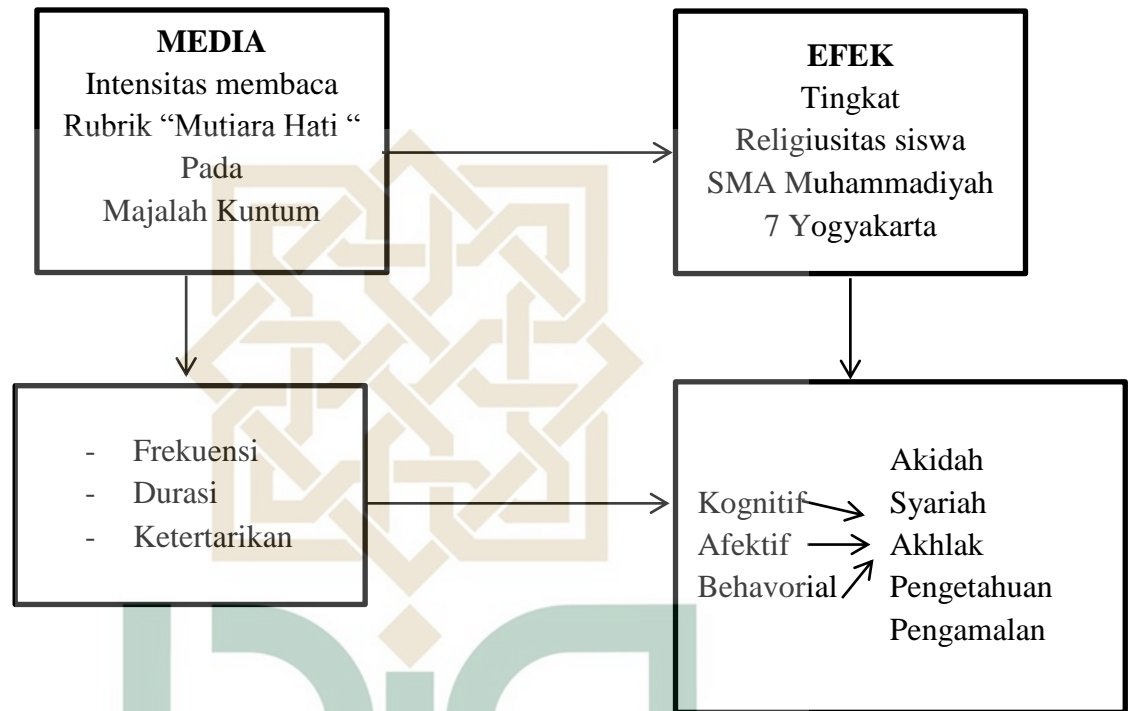 MEDIA
Intensitas membaca
Rubrik “Mutiara Hati “
Pada
Majalah Kuntum
EFEK
Tingkat
Religiusitas siswa
SMA Muhammadiyah
7 Yogyakarta
- Frekuensi
- Durasi
- Ketertarikan
Kognitif
Afektif
Behavorial
Akidah
Syariah
Akhlak
Pengetahuan
Pengamalan